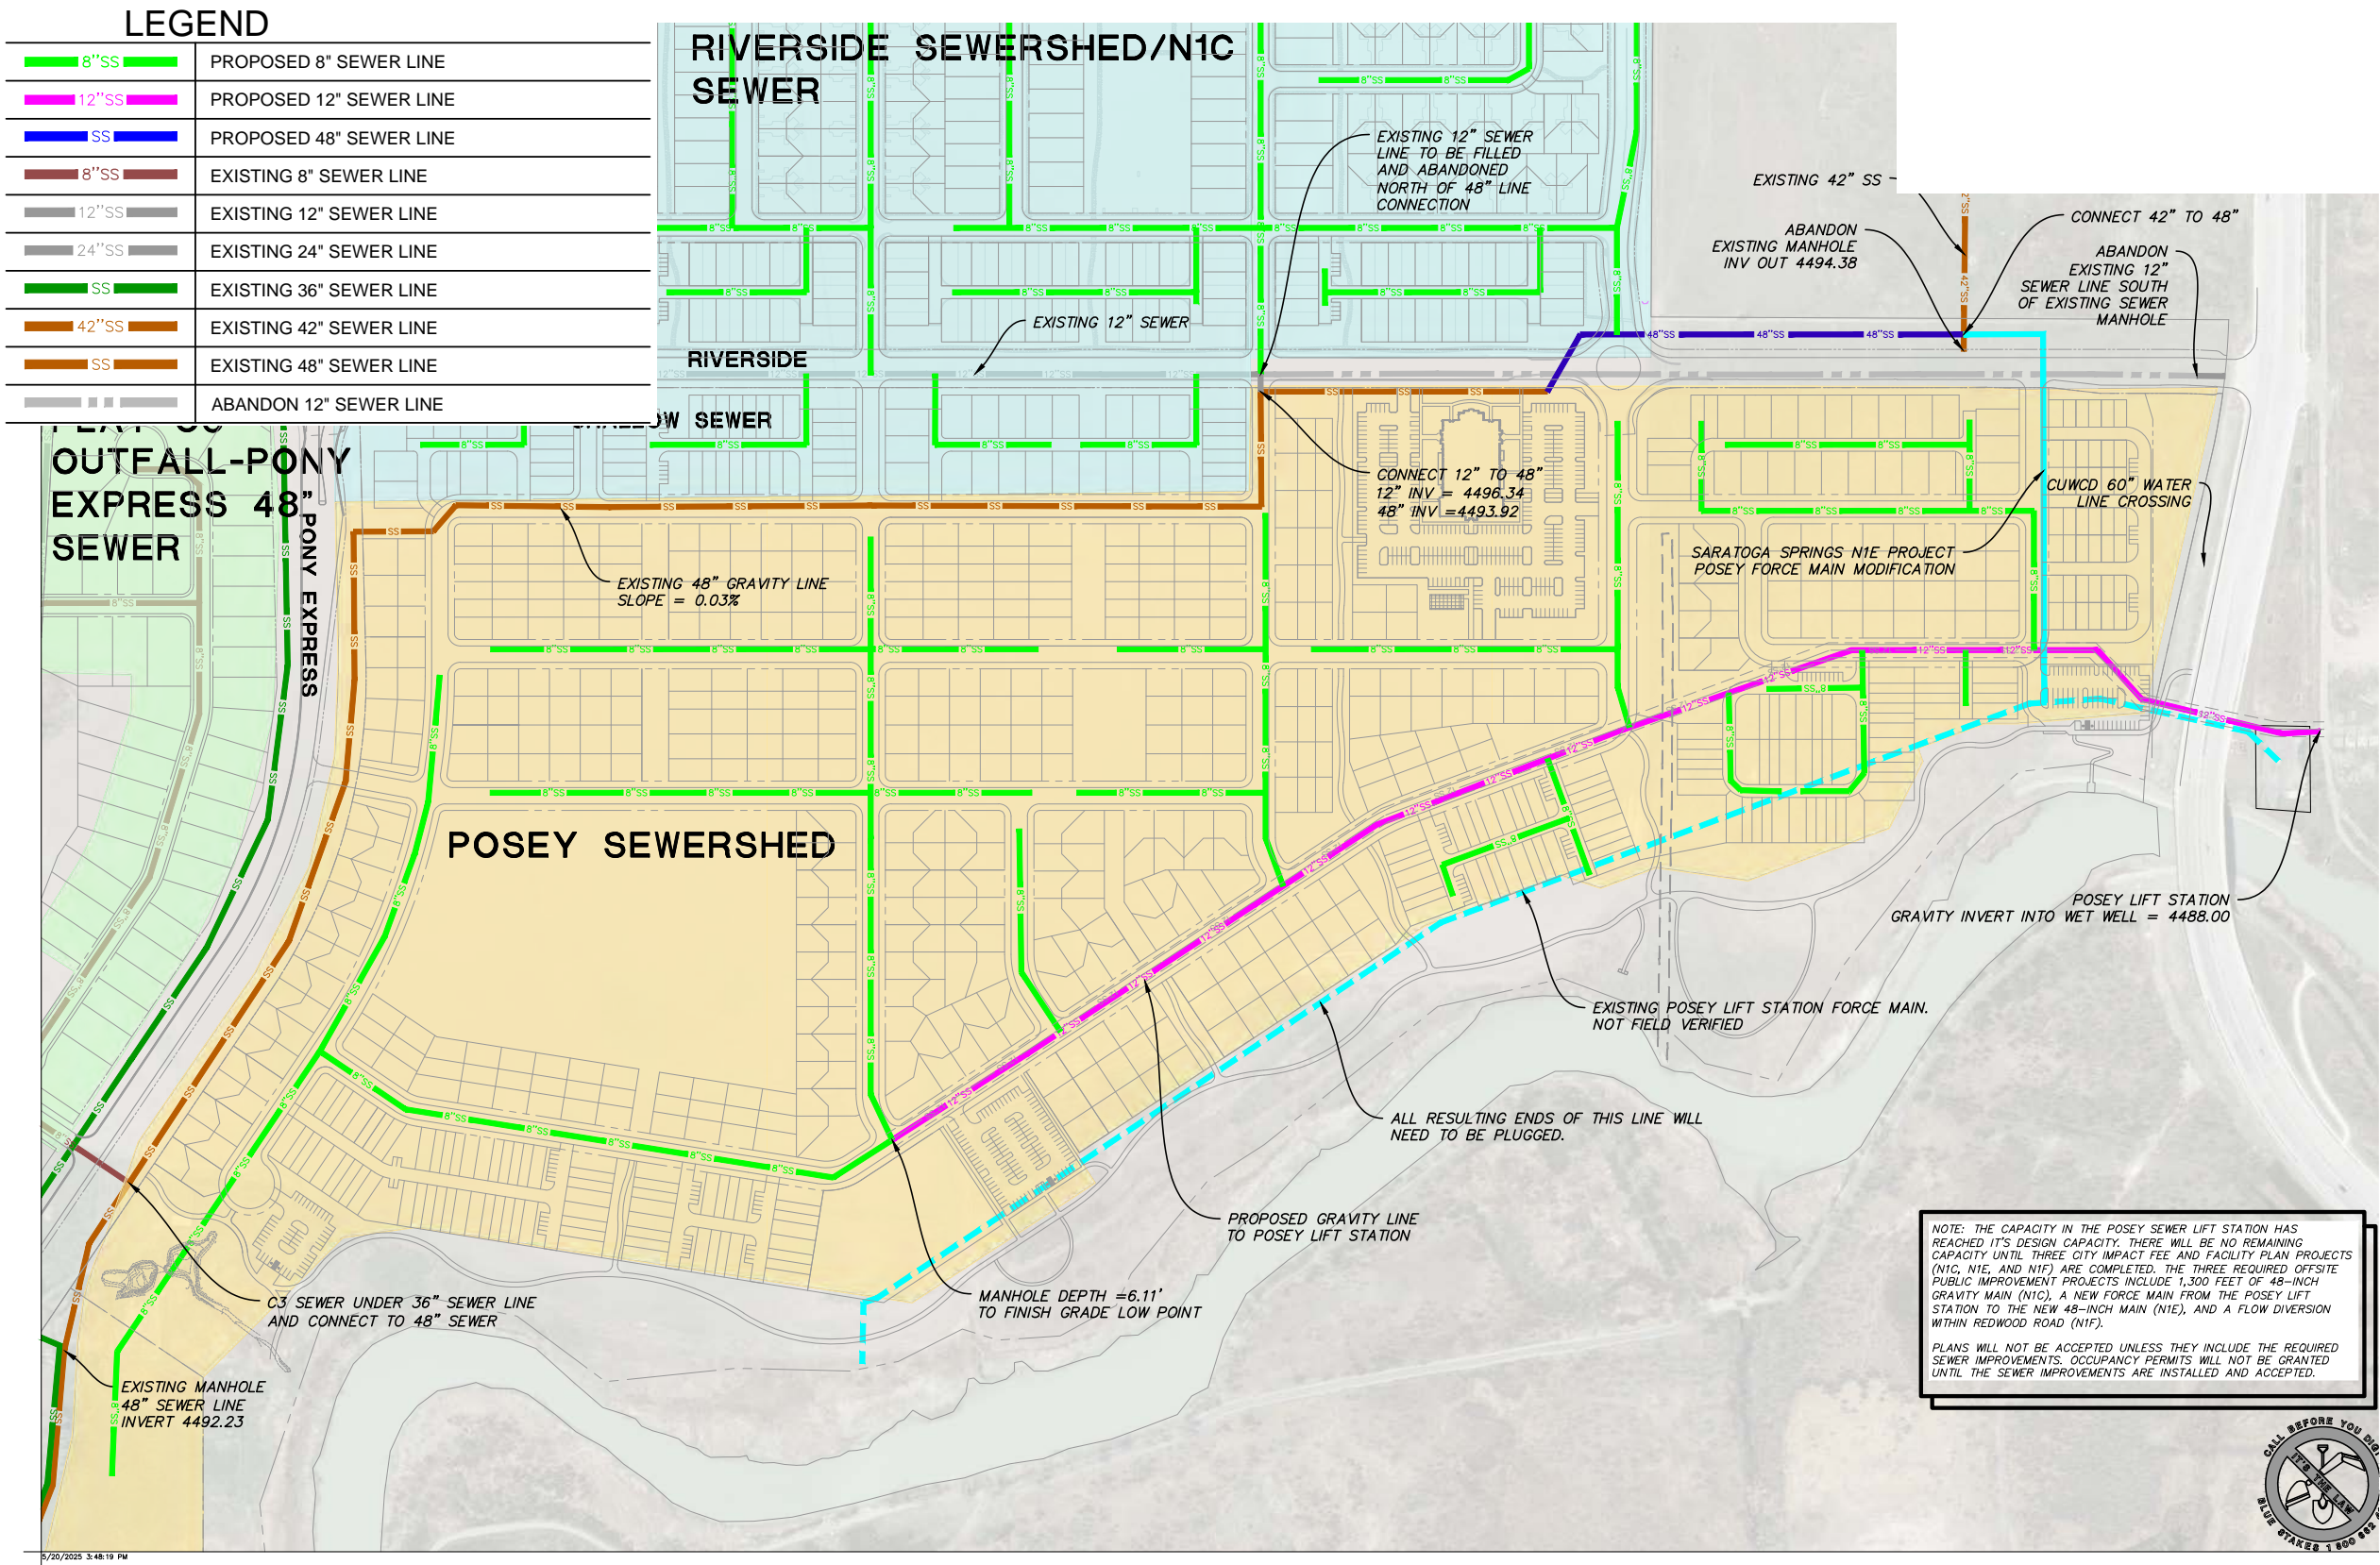 LEGEND
8"SS PROPOSED 8" SEWER LINE
12"SS PROPOSED 12" SEWER LINE
SS PROPOSED 48" SEWER LINE
8"SS EXISTING 8" SEWER LINE
12"SS EXISTING 12" SEWER LINE
24"SS EXISTING 24" SEWER LINE
SS EXISTING 36" SEWER LINE
42"SS EXISTING 42" SEWER LINE
SS EXISTING 48" SEWER LINE
ABANDON 12" SEWER LINE
RIVERSIDE SEWERSHED/N1C
SEWER
EXISTING 12" SEWER
LINE TO BE FILLED
AND ABANDONED
NORTH OF 48" LINE
CONNECTION
EXISTING 42" SS
CONNECT 42" TO 48"
ABANDON
EXISTING MANHOLE
INV OUT 4494.38
ABANDON
EXISTING 12"
SEWER LINE SOUTH
OF EXISTING SEWER
MANHOLE
EXISTING 12" SEWER
RIVERSIDE
SEWER
OUTFALL-PONY
EXPRESS 48"
SEWER
PONY EXPRESS
CONNECT 12" TO 48"
12" INV = 4496.34
48" INV =4493.92
CUWCD 60" WATER
LINE CROSSING
SARATOGA SPRINGS N1E PROJECT
POSEY FORCE MAIN MODIFICATION
EXISTING 48" GRAVITY LINE
SLOPE = 0.03%
POSEY SEWERSHED
POSEY LIFT STATION
GRAVITY INVERT INTO WET WELL = 4488.00
EXISTING POSEY LIFT STATION FORCE MAIN.
NOT FIELD VERIFIED
ALL RESULTING ENDS OF THIS LINE WILL
NEED TO BE PLUGGED.
PROPOSED GRAVITY LINE
TO POSEY LIFT STATION
MANHOLE DEPTH =6.11'
TO FINISH GRADE LOW POINT
C3 SEWER UNDER 36" SEWER LINE
AND CONNECT TO 48" SEWER
EXISTING MANHOLE
48" SEWER LINE
INVERT 4492.23
NOTE: THE CAPACITY IN THE POSEY SEWER LIFT STATION HAS
REACHED IT'S DESIGN CAPACITY. THERE WILL BE NO REMAINING
CAPACITY UNTIL THREE CITY IMPACT FEE AND FACILITY PLAN PROJECTS
(N1C, N1E, AND N1F) ARE COMPLETED. THE THREE REQUIRED OFFSITE
PUBLIC IMPROVEMENT PROJECTS INCLUDE 1,300 FEET OF 48-INCH
GRAVITY MAIN (N1C), A NEW FORCE MAIN FROM THE POSEY LIFT
STATION TO THE NEW 48-INCH MAIN (N1E), AND A FLOW DIVERSION
WITHIN REDWOOD ROAD (N1F).
PLANS WILL NOT BE ACCEPTED UNLESS THEY INCLUDE THE REQUIRED
SEWER IMPROVEMENTS. OCCUPANCY PERMITS WILL NOT BE GRANTED
UNTIL THE SEWER IMPROVEMENTS ARE INSTALLED AND ACCEPTED.
CALL BEFORE YOU DIG
IT'S THE LAW
BLUE STAKES 1 800 662
5/20/2025 3:48:19 PM